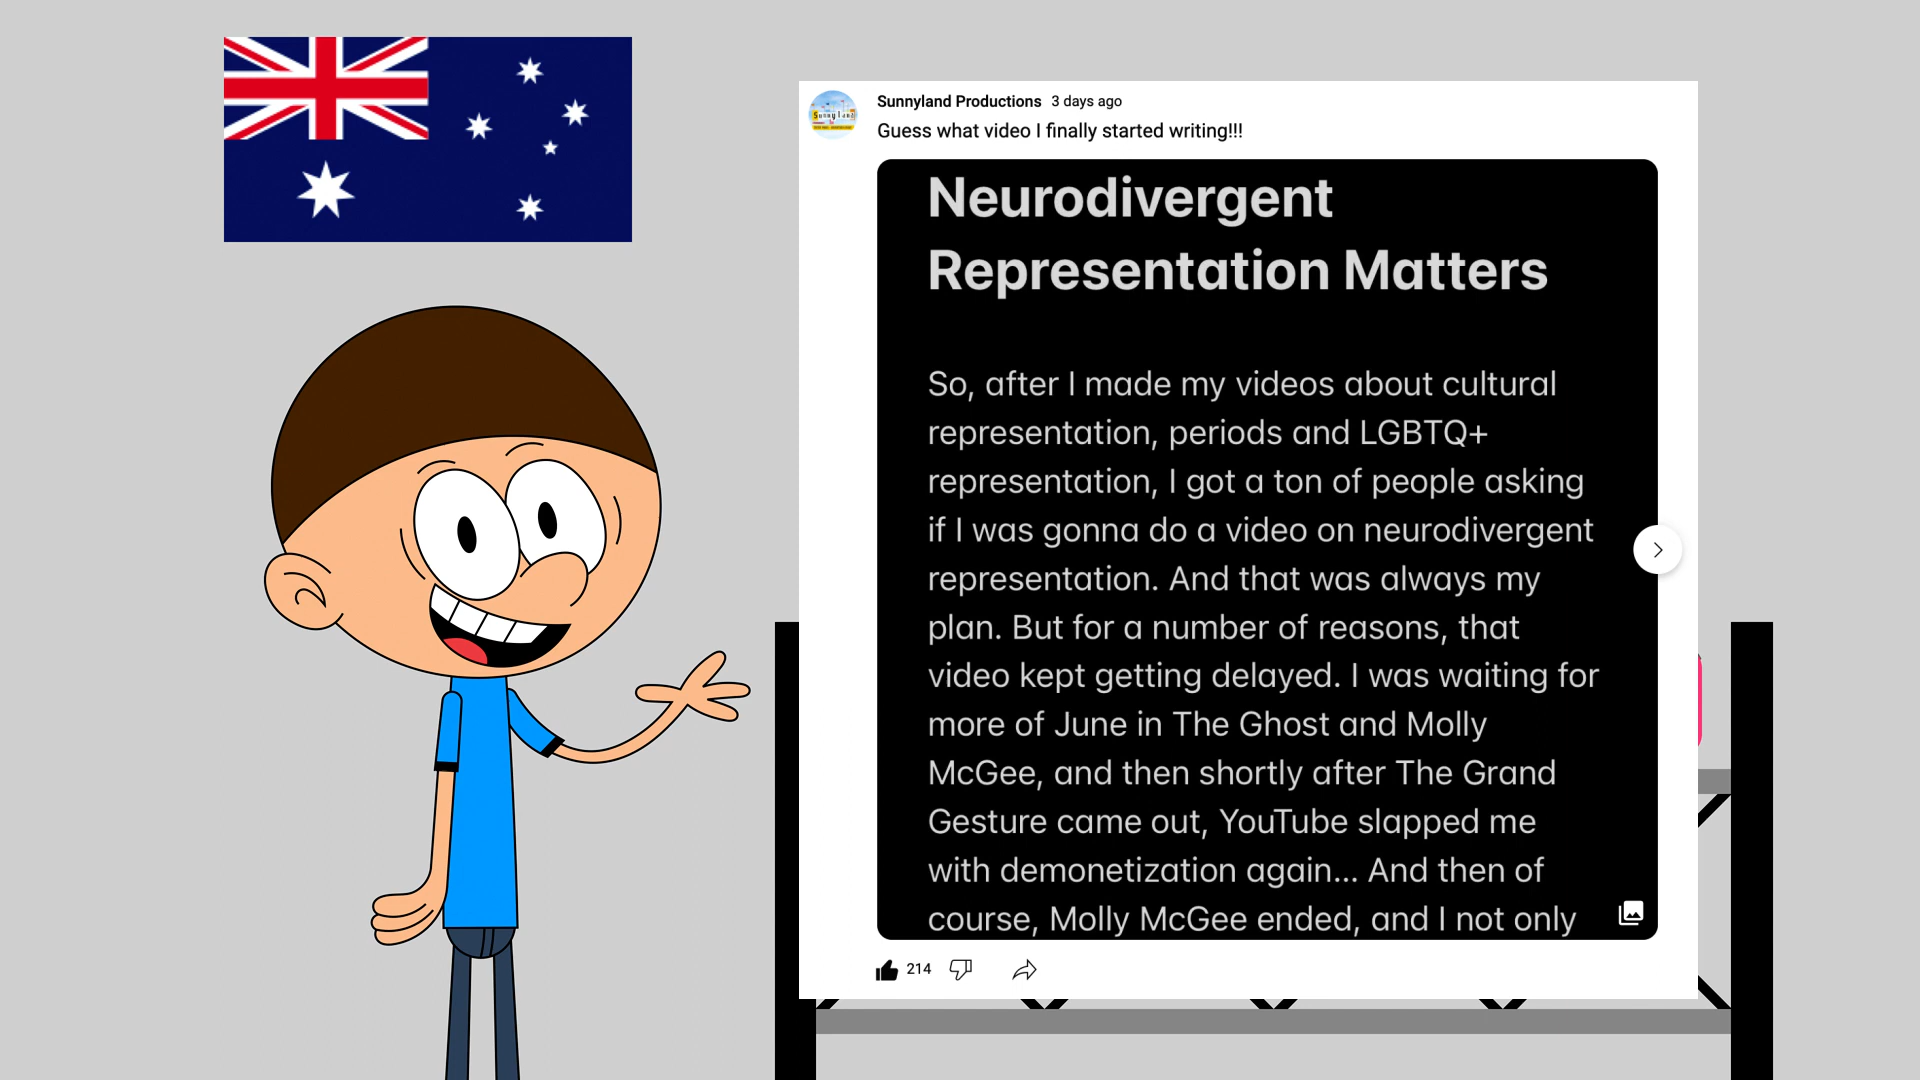 Sunnyland Productions 3 days ago
Guess what video I finally started writing!!!
Sunnyland
Neurodivergent
Representation Matters
So, after I made my videos about cultural
representation, periods and LGBTQ+
representation, I got a ton of people asking
if I was gonna do a video on neurodivergent
representation. And that was always my
plan. But for a number of reasons, that
video kept getting delayed. I was waiting for
more of June in The Ghost and Molly
McGee, and then shortly after The Grand
Gesture came out, YouTube slapped me
with demonetization again... And then of
course, Molly McGee ended, and I not only
214